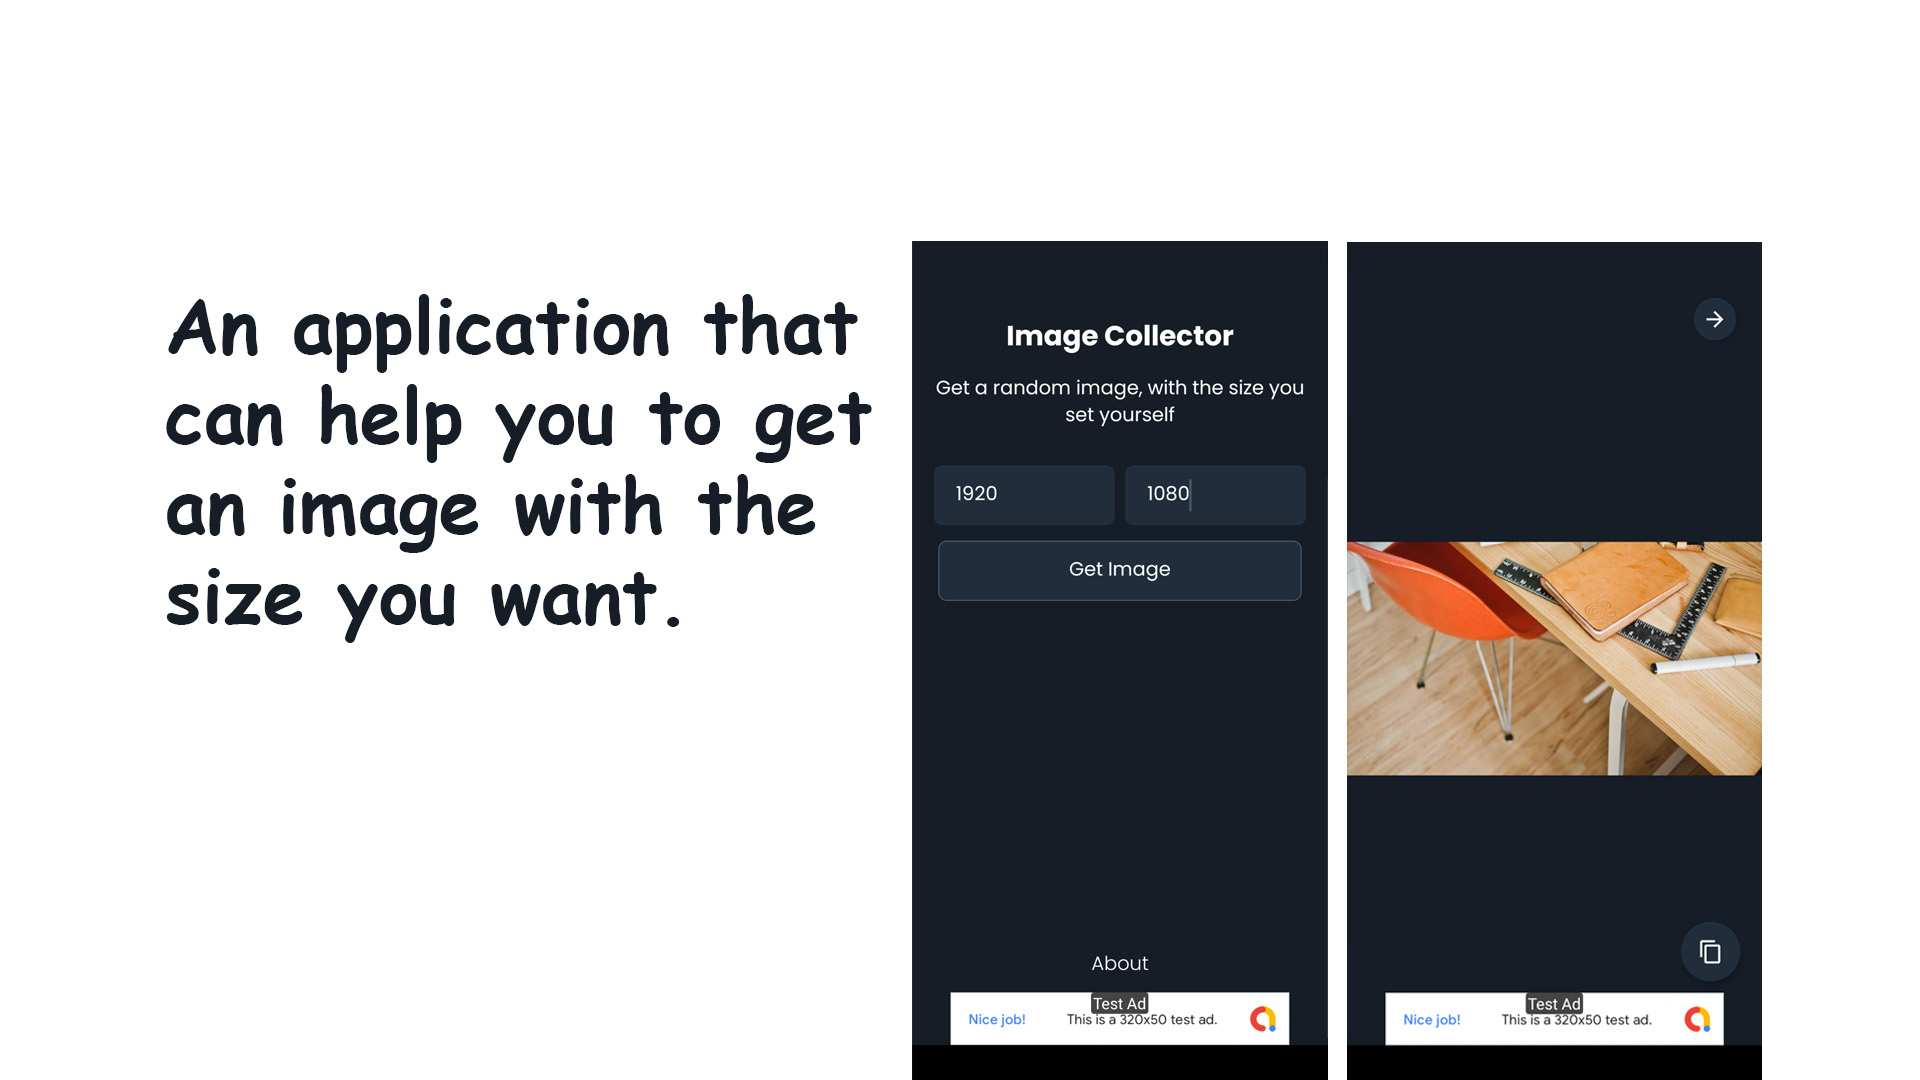 An application that
can help you to get
an image with the
size you want.
Image Collector
Get a random image, with the size you
set yourself
1920
1080
Get Image
About
Test Ad
Nice job!
This is a 320x50 test ad.
Test Ad
Nice job!
This is a 320x50 test ad.